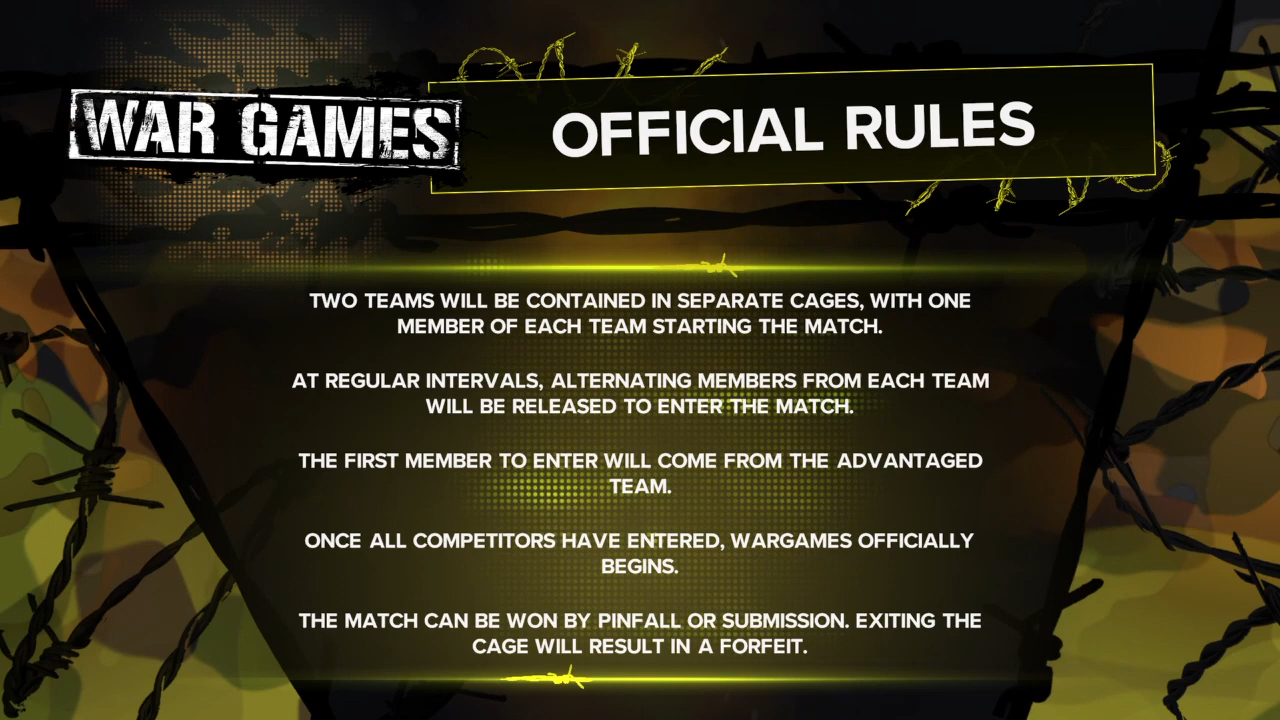 WAR GAMES
OFFICIAL RULES
TWO TEAMS WILL BE CONTAINED IN SEPARATE CAGES, WITH ONE
MEMBER OF EACH TEAM STARTING THE MATCH.
AT REGULAR INTERVALS, ALTERNATING MEMBERS FROM EACH TEAM
WILL BE RELEASED TO ENTER THE MATCH.
THE FIRST MEMBER TO ENTER WILL COME FROM THE ADVANTAGED
TEAM.
ONCE ALL COMPETITORS HAVE ENTERED, WARGAMES OFFICIALLY
BEGINS.
THE MATCH CAN BE WON BY PINFALL OR SUBMISSION. EXITING THE
CAGE WILL RESULT IN A FORFEIT.